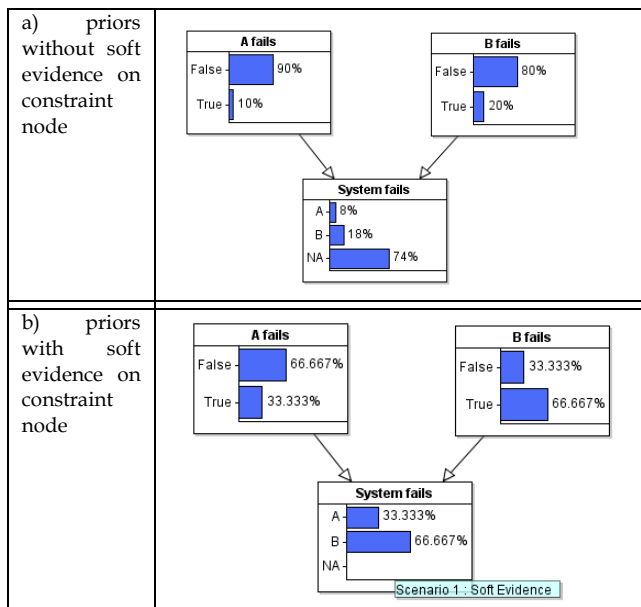 a) priors
without soft
evidence on
constraint
node
A fails
False 90%
True 10%
B fails
False 80%
True 20%
System fails
A 8%
B 18%
NA 74%
b) priors
with soft
evidence on
constraint
node
A fails
False 66.667%
True 33.333%
B fails
False 33.333%
True 66.667%
System fails
A 33.333%
B 66.667%
NA
Scenario 1 : Soft Evidence